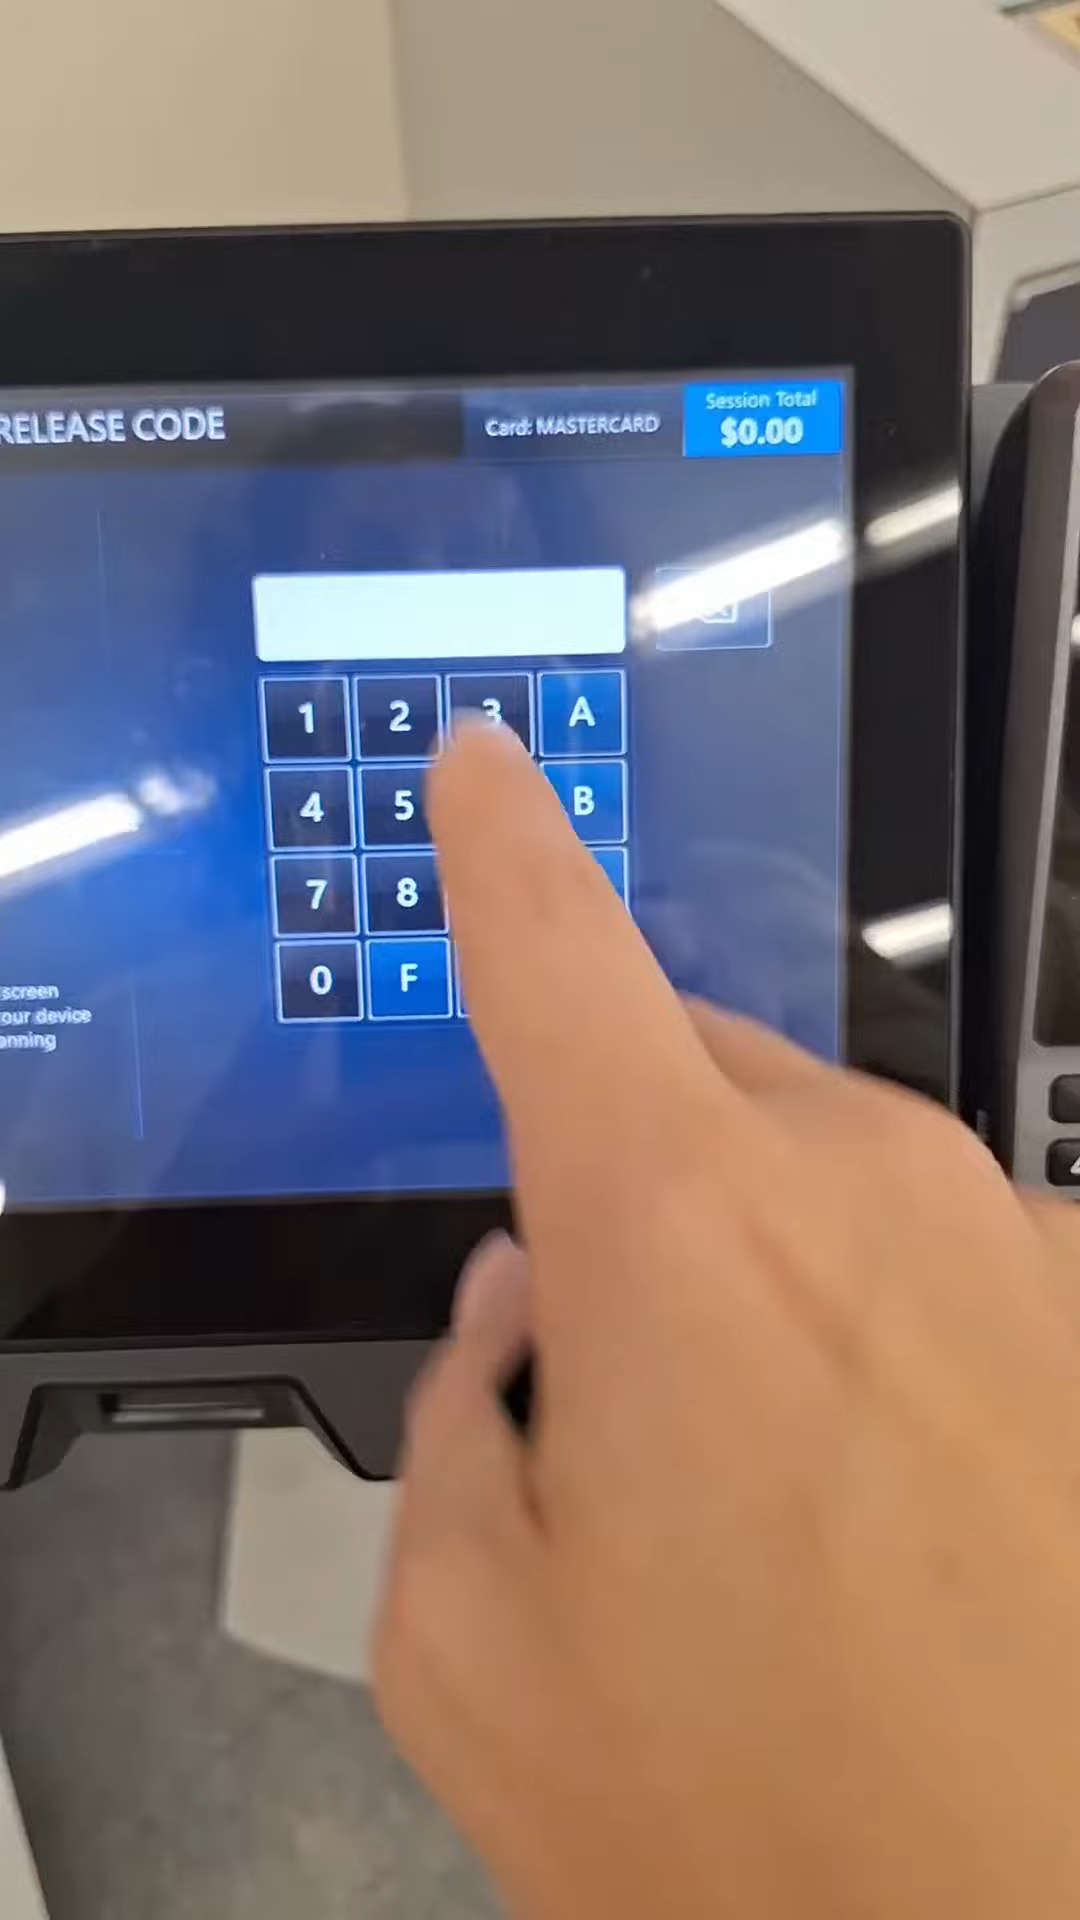 RELEASE CODE
Card: MASTERCARD
Session Total
$0.00
1 2 3 A
4 5 B
7 8
0 F
screen
our device
anning